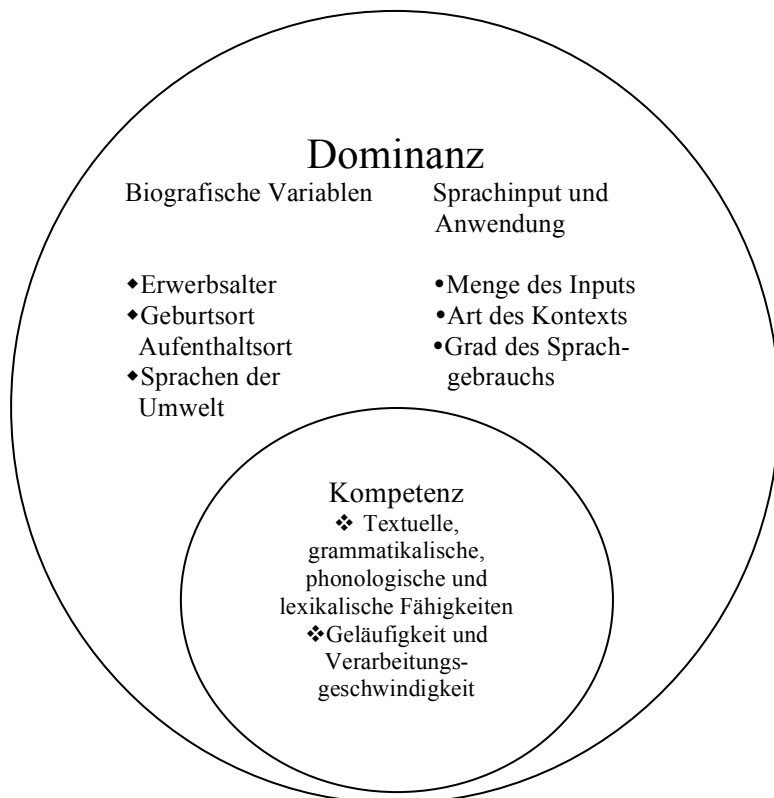 Dominanz
Biografische Variablen
◆Erwerbsalter
◆Geburtsort
Aufenthaltsort
◆Sprachen der
Umwelt
Sprachinput und
Anwendung
•Menge des Inputs
•Art des Kontexts
•Grad des Sprach-
gebrauchs
Kompetenz
❖ Textuelle,
grammatikalische,
phonologische und
lexikalische Fähigkeiten
❖Geläufigkeit und
Verarbeitungs-
geschwindigkeit